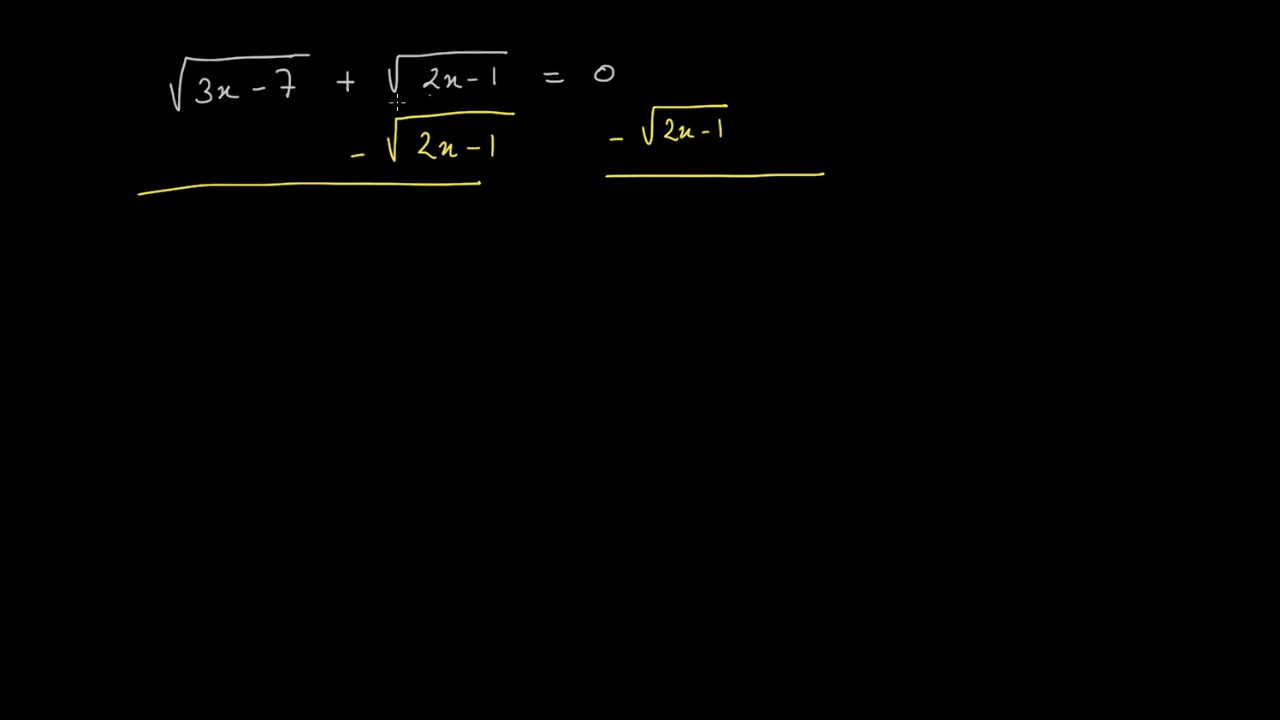 √(3x - 7) + √(2x - 1) = 0
- √(2x - 1) - √(2x - 1)